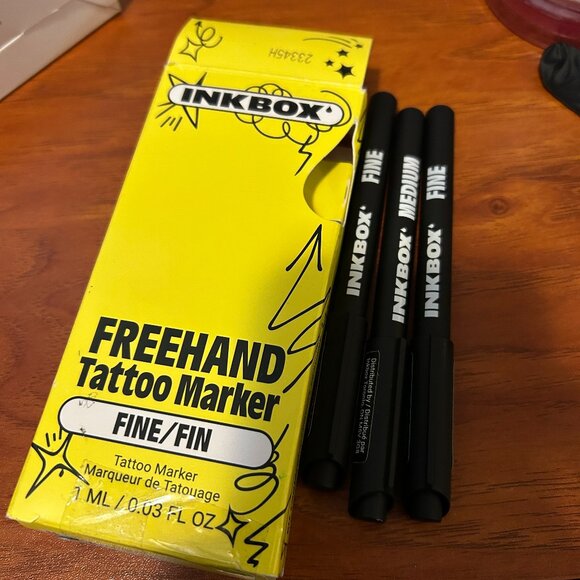 23345H
INKBOX
FREEHAND
Tattoo Marker
FINE/FIN
Tattoo Marker
Marqueur de Tatouage
1 ML / 0.03 FL OZ
INKBOX FINE
INKBOX MEDIUM
INKBOX FINE
Distributed by / Distribué par